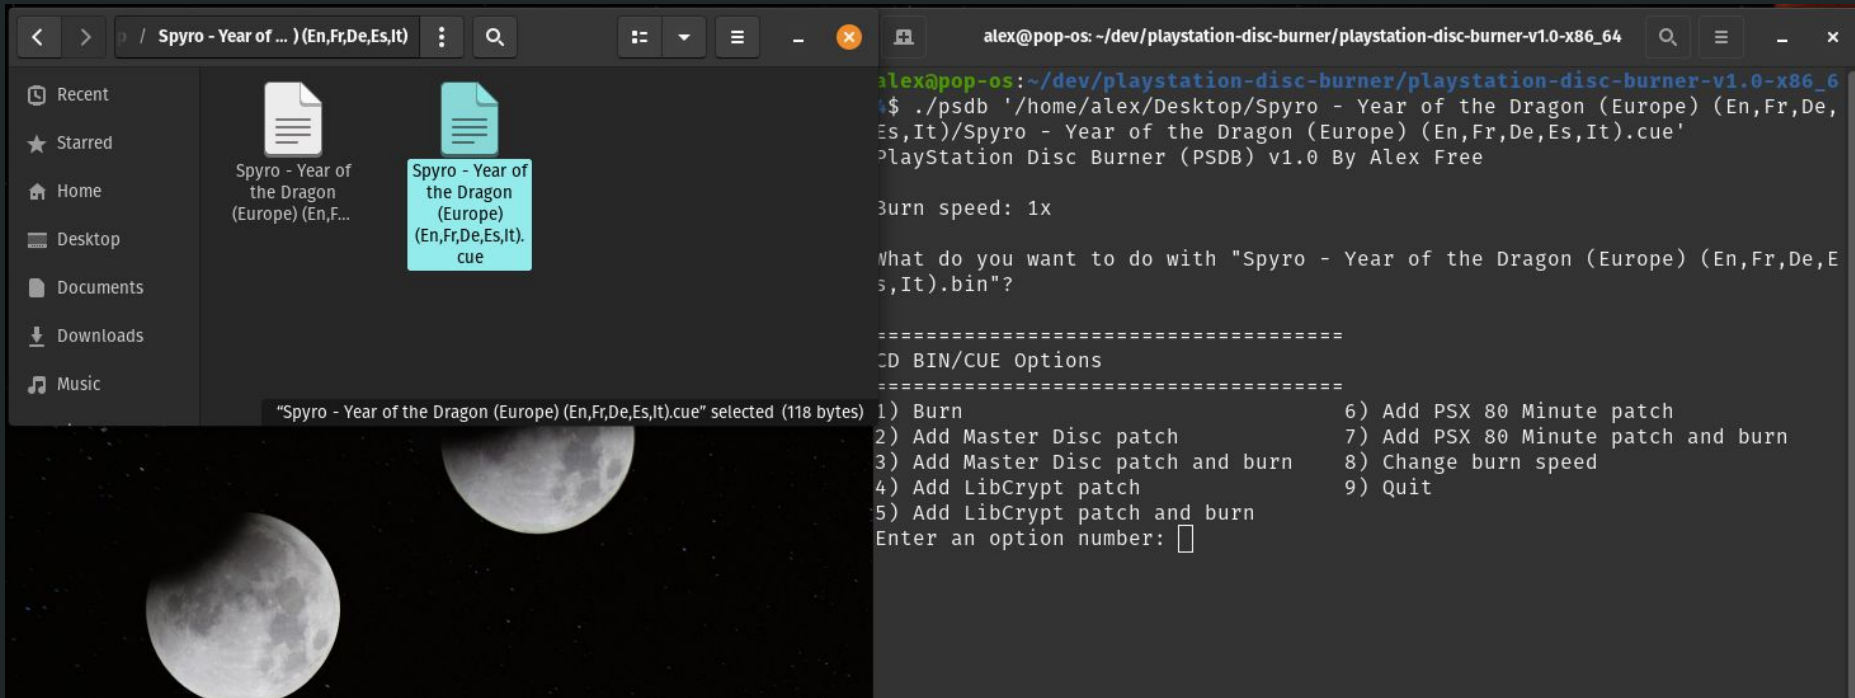 / Spyro - Year of ... ) (En,Fr,De,Es,It)
Recent
Starred
Home
Desktop
Documents
Downloads
Music
Spyro - Year of
the Dragon
(Europe) (En,F...
Spyro - Year of
the Dragon
(Europe)
(En,Fr,De,Es,It).
cue
“Spyro - Year of the Dragon (Europe) (En,Fr,De,Es,It).cue” selected (118 bytes)
alex@pop-os: ~/dev/playstation-disc-burner/playstation-disc-burner-v1.0-x86_64
alex@pop-os:~/dev/playstation-disc-burner/playstation-disc-burner-v1.0-x86_6
4$ ./psdb '/home/alex/Desktop/Spyro - Year of the Dragon (Europe) (En,Fr,De,
Es,It)/Spyro - Year of the Dragon (Europe) (En,Fr,De,Es,It).cue'
PlayStation Disc Burner (PSDB) v1.0 By Alex Free
Burn speed: 1x
What do you want to do with "Spyro - Year of the Dragon (Europe) (En,Fr,De,E
s,It).bin"?
=====================================
CD BIN/CUE Options
=====================================
1) Burn 6) Add PSX 80 Minute patch
2) Add Master Disc patch 7) Add PSX 80 Minute patch and burn
3) Add Master Disc patch and burn 8) Change burn speed
4) Add LibCrypt patch 9) Quit
5) Add LibCrypt patch and burn
Enter an option number: